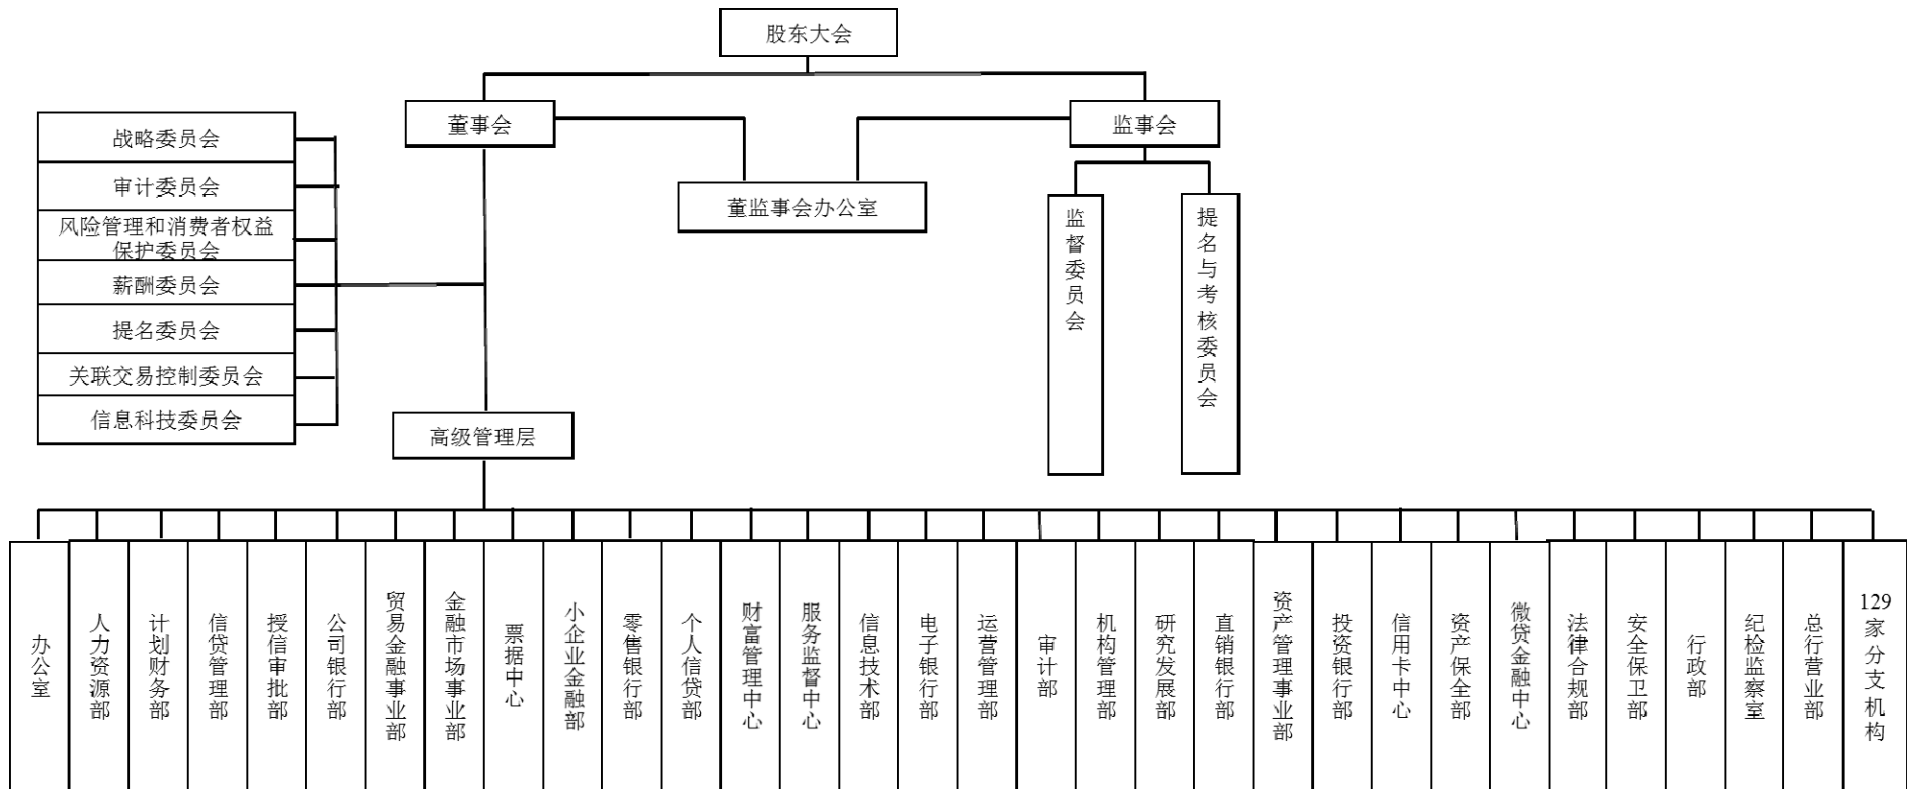 股东大会
董事会
监事会
战略委员会
审计委员会
风险管理和消费者权益
保护委员会
薪酬委员会
提名委员会
关联交易控制委员会
信息科技委员会
董监事会办公室
监督委员会
提名与考核委员会
高级管理层
办公室
人力资源部
计划财务部
信贷管理部
授信审批部
公司银行部
贸易金融事业部
金融市场事业部
票据中心
小企业金融部
零售银行部
个人信贷部
财富管理中心
服务监督中心
信息技术部
电子银行部
运营管理部
审计部
机构管理部
研究发展部
直销银行部
资产管理事业部
投资银行部
信用卡中心
资产保全部
微贷金融中心
法律合规部
安全保卫部
行政部
纪检监察室
总行营业部
129家分支机构